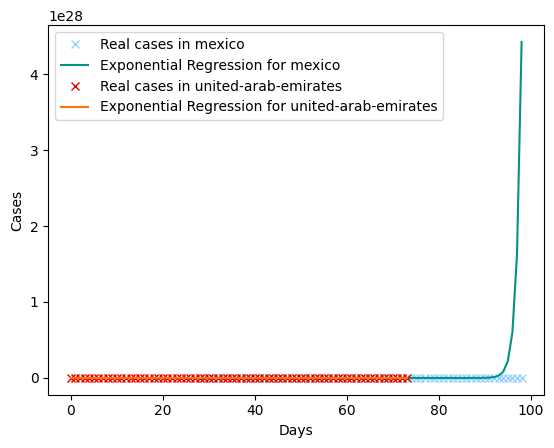 1e28
Real cases in mexico
Exponential Regression for mexico
Real cases in united-arab-emirates
Exponential Regression for united-arab-emirates
4
3
2
1
0
Cases
0 20 40 60 80 100
Days